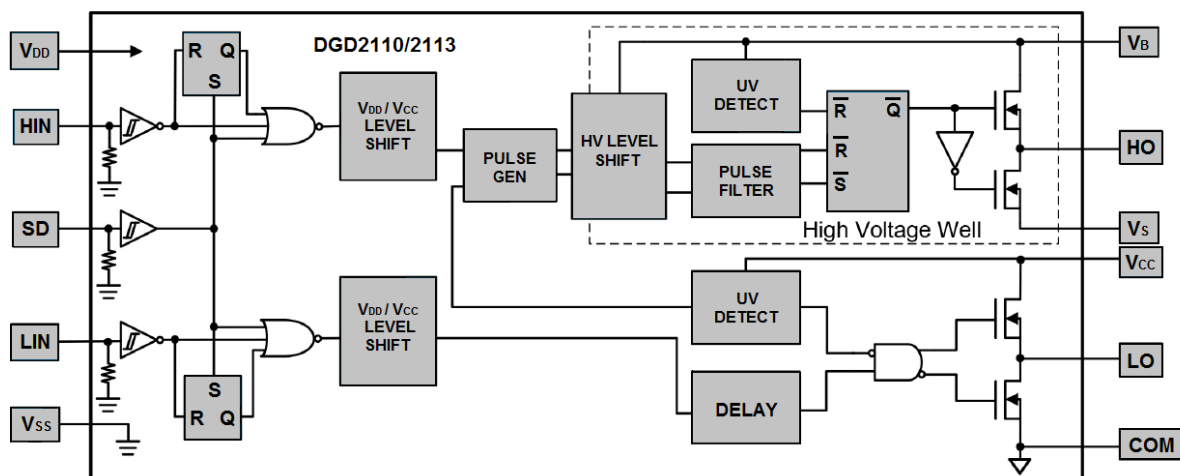 DGD2110/2113
VDD
HIN
SD
LIN
VSS
R Q
S
VDD / VCC
LEVEL
SHIFT
PULSE
GEN
HV LEVEL
SHIFT
UV
DETECT
PULSE
FILTER
R̅ Q̅
R̅
S̅
High Voltage Well
VB
HO
VS
VCC
LO
COM
S
R Q
VDD / VCC
LEVEL
SHIFT
UV
DETECT
DELAY